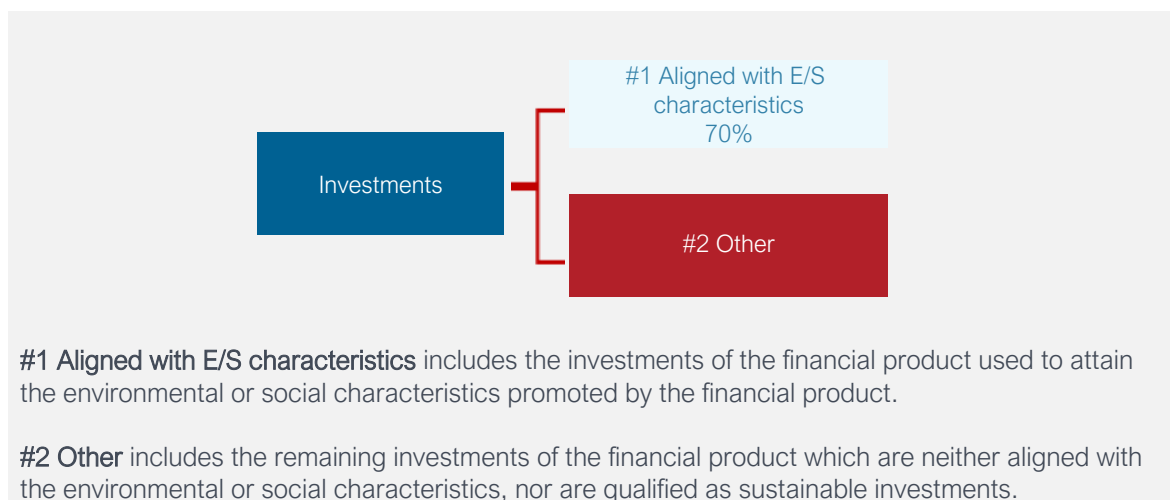 #1 Aligned with E/S
characteristics
70%
Investments
#2 Other
#1 Aligned with E/S characteristics includes the investments of the financial product used to attain
the environmental or social characteristics promoted by the financial product.
#2 Other includes the remaining investments of the financial product which are neither aligned with
the environmental or social characteristics, nor are qualified as sustainable investments.